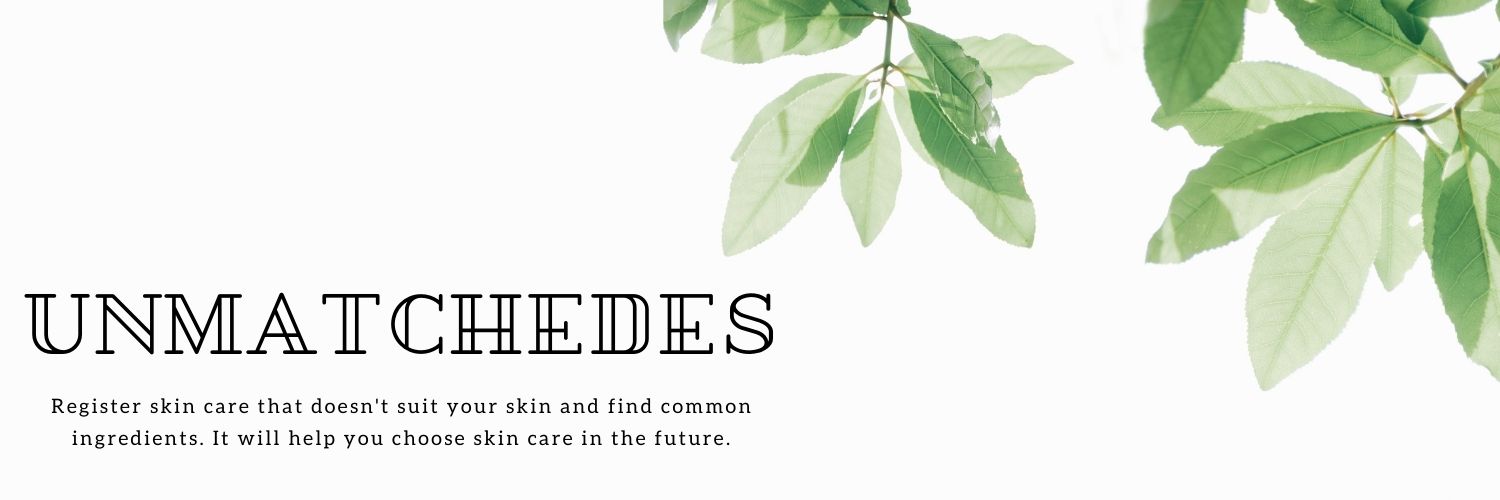 UNMATCHEDES
Register skin care that doesn't suit your skin and find common
ingredients. It will help you choose skin care in the future.